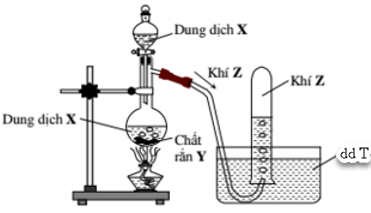 Dung dịch X
Khí Z
Khí Z
Dung dịch X
Chất
rắn Y
dd T